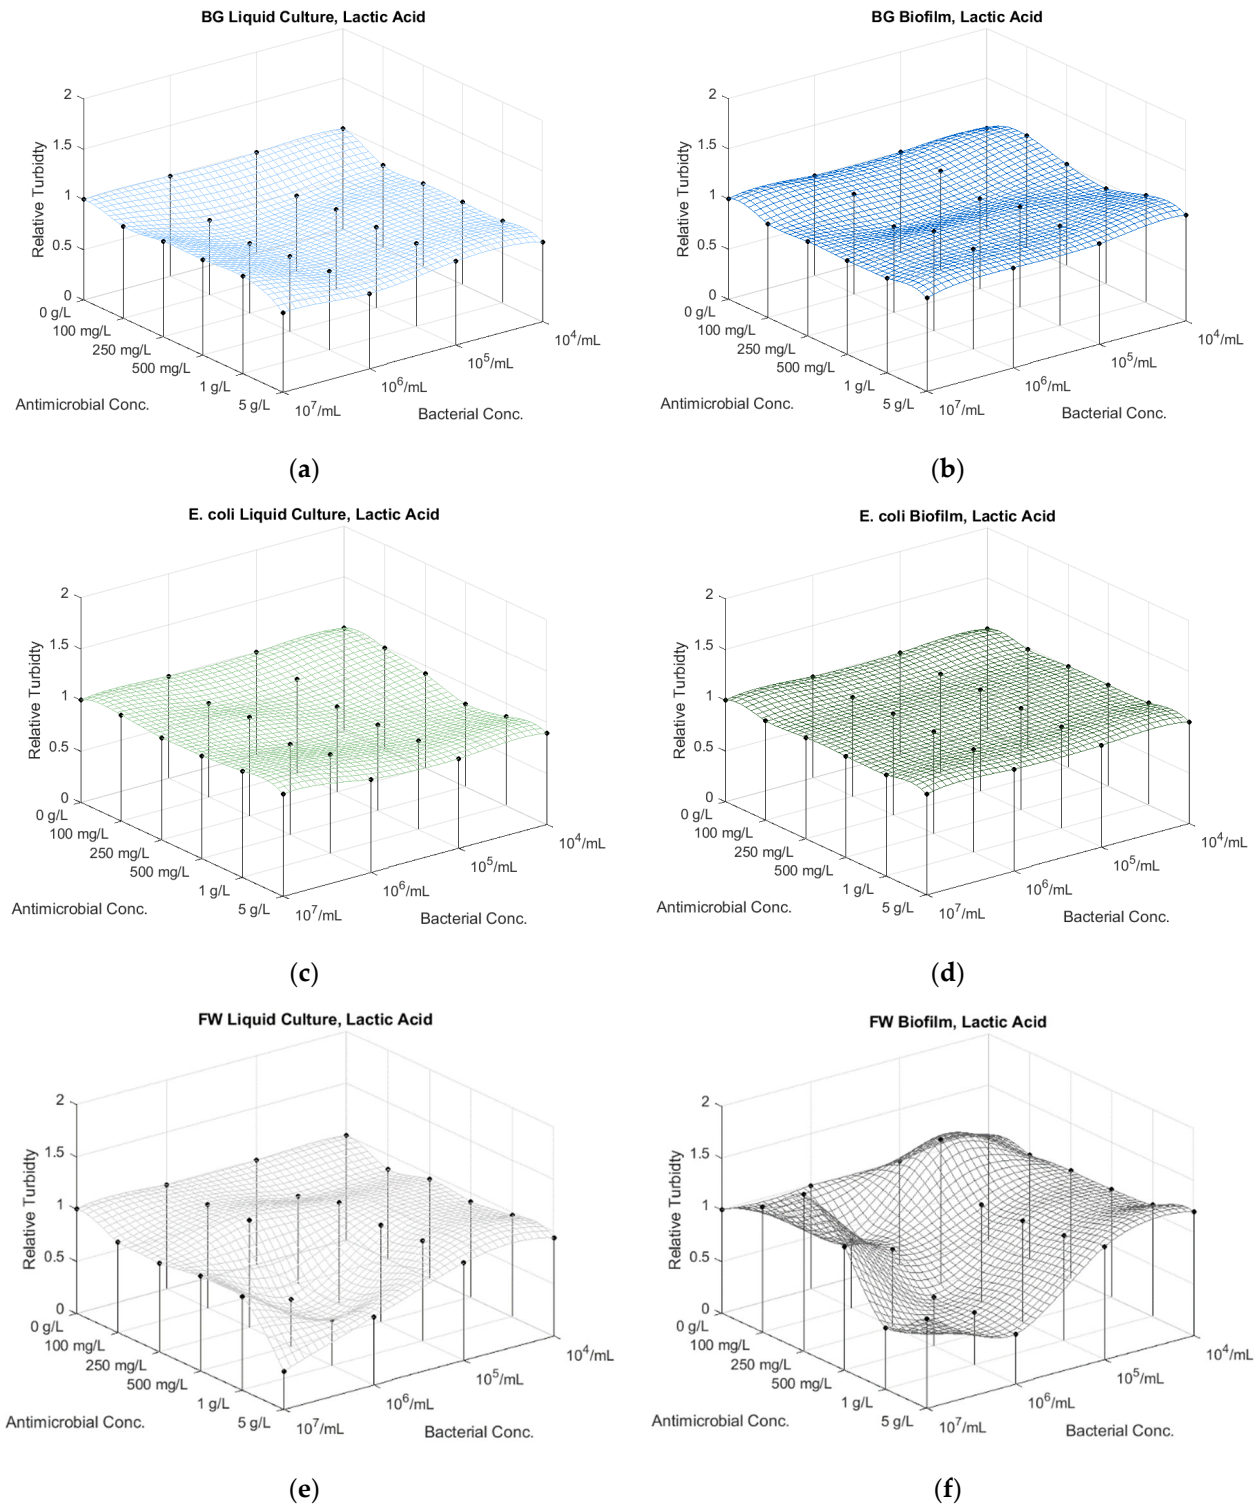 BG Liquid Culture, Lactic Acid
2
1.5
1
0.5
0
Relative Turbidty
0 g/L
100 mg/L
250 mg/L
500 mg/L
1 g/L
5 g/L
Antimicrobial Conc.
10^7/mL
10^6/mL
10^5/mL
10^4/mL
Bacterial Conc.
(a)
BG Biofilm, Lactic Acid
2
1.5
1
0.5
0
Relative Turbidty
0 g/L
100 mg/L
250 mg/L
500 mg/L
1 g/L
5 g/L
Antimicrobial Conc.
10^7/mL
10^6/mL
10^5/mL
10^4/mL
Bacterial Conc.
(b)
E. coli Liquid Culture, Lactic Acid
2
1.5
1
0.5
0
Relative Turbidty
0 g/L
100 mg/L
250 mg/L
500 mg/L
1 g/L
5 g/L
Antimicrobial Conc.
10^7/mL
10^6/mL
10^5/mL
10^4/mL
Bacterial Conc.
(c)
E. coli Biofilm, Lactic Acid
2
1.5
1
0.5
0
Relative Turbidty
0 g/L
100 mg/L
250 mg/L
500 mg/L
1 g/L
5 g/L
Antimicrobial Conc.
10^7/mL
10^6/mL
10^5/mL
10^4/mL
Bacterial Conc.
(d)
FW Liquid Culture, Lactic Acid
2
1.5
1
0.5
0
Relative Turbidty
0 g/L
100 mg/L
250 mg/L
500 mg/L
1 g/L
5 g/L
Antimicrobial Conc.
10^7/mL
10^6/mL
10^5/mL
10^4/mL
Bacterial Conc.
(e)
FW Biofilm, Lactic Acid
2
1.5
1
0.5
0
Relative Turbidty
0 g/L
100 mg/L
250 mg/L
500 mg/L
1 g/L
5 g/L
Antimicrobial Conc.
10^7/mL
10^6/mL
10^5/mL
10^4/mL
Bacterial Conc.
(f)